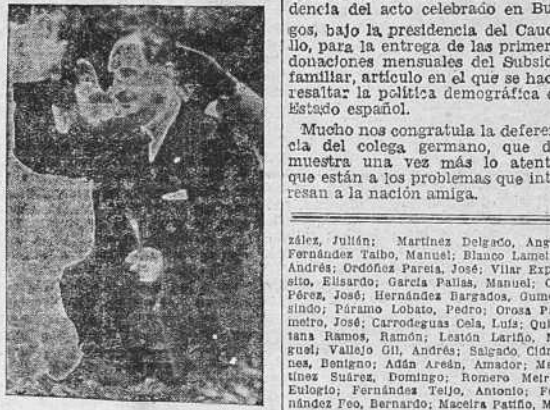 dencia del acto celebrado en Bu
gos, bajo la presidencia del Caud
llo, para la entrega de las primer
donaciones mensuales del Subsid
familiar, artículo en el que se hac
resaltar la política demográfica
Estado español.
Mucho nos congratula la deferen
cia del colega germano, que d
muestra una vez más lo atent
que están a los problemas que int
resan a la nación amiga.
zález, Julián; Martínez Delgado, Ang
Fernández Taibo, Manuel; Blanco Lamei
Andrés; Ordóñez Pareta, José; Vilar Exp
sito, Elisardo; García Pallas, Manuel;
Pérez, José; Hernández Bargados, Gum
sindo; Páramo Lobato, Pedro; Orosa P
meiro, José; Carrodeguas Cela, Luis; Qui
tana Ramos, Ramón; Lestón Lariño, M
guel; Vallejo Gil, Andrés; Salgado Cidr
nes, Benigno; Adán Areán, Amador; Ma
tínez Suárez, Domingo; Romero Meir
Eulogio; Fernández Teijo, Antonio; Fe
nández Feo, Bernardo; Maceira Patiño, M